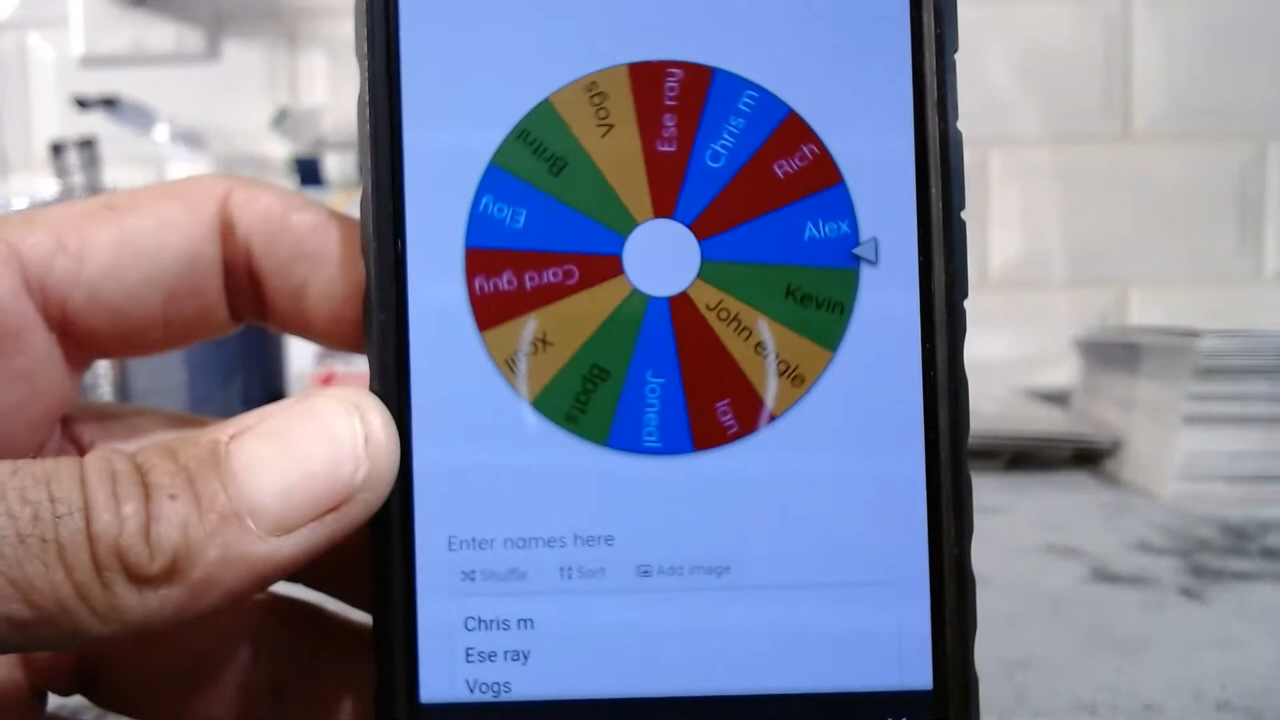 Ese ray
Chris m
Rich
Alex
Kevin
John engle
Ian
Joneal
Bpats
Card guy
Eloy
Britni
Vogs
Enter names here
Shuffle
Sort
Add image
Chris m
Ese ray
Vogs